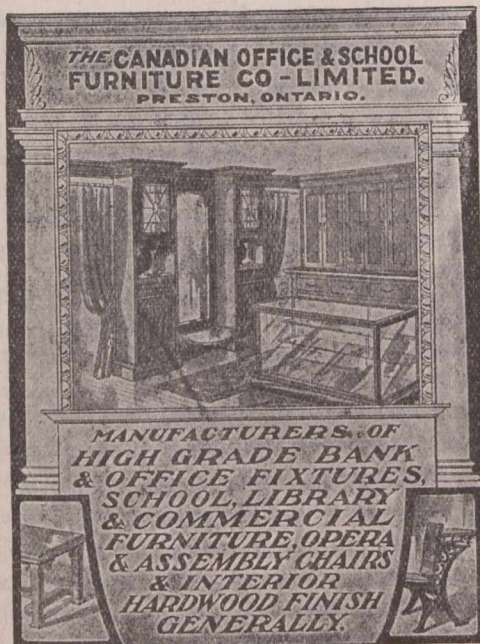 THE CANADIAN OFFICE & SCHOOL
FURNITURE CO - LIMITED.
PRESTON, ONTARIO.
MANUFACTURERS OF
HIGH GRADE BANK
& OFFICE FIXTURES,
SCHOOL, LIBRARY
& COMMERCIAL
FURNITURE, OPERA
& ASSEMBLY CHAIRS
& INTERIOR
HARDWOOD FINISH
GENERALLY.